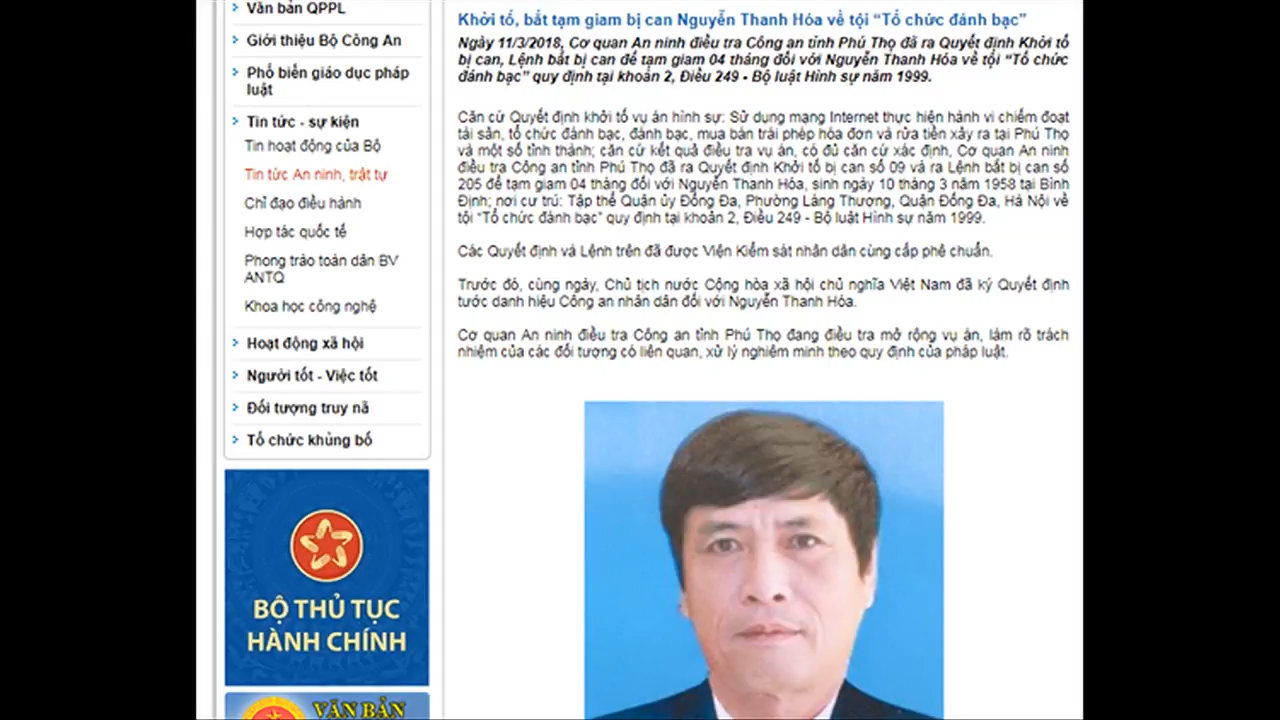 Văn bản QPPL
Giới thiệu Bộ Công An
Phổ biến giáo dục pháp
luật
Tin tức - sự kiện
Tin hoạt động của Bộ
Tin tức An ninh, trật tự
Chỉ đạo điều hành
Hợp tác quốc tế
Phong trào toàn dân BV
ANTQ
Khoa học công nghệ
Hoạt động xã hội
Người tốt - Việc tốt
Đối tượng truy nã
Tổ chức khủng bố
BỘ THỦ TỤC
HÀNH CHÍNH
VĂN BẢN
Khởi tố, bắt tạm giam bị can Nguyễn Thanh Hóa về tội “Tổ chức đánh bạc”
Ngày 11/3/2018, Cơ quan An ninh điều tra Công an tỉnh Phú Thọ đã ra Quyết định Khởi tố
bị can, Lệnh bắt bị can để tạm giam 04 tháng đối với Nguyễn Thanh Hóa về tội “Tổ chức
đánh bạc” quy định tại khoản 2, Điều 249 - Bộ luật Hình sự năm 1999.
Căn cứ Quyết định khởi tố vụ án hình sự: Sử dụng mạng Internet thực hiện hành vi chiếm đoạt
tài sản, tổ chức đánh bạc, đánh bạc, mua bán trái phép hóa đơn và rửa tiền xảy ra tại Phú Thọ
và một số tỉnh thành; căn cứ kết quả điều tra vụ án, có đủ căn cứ xác định, Cơ quan An ninh
điều tra Công an tỉnh Phú Thọ đã ra Quyết định Khởi tố bị can số 09 và ra Lệnh bắt bị can số
205 để tạm giam 04 tháng đối với Nguyễn Thanh Hóa, sinh ngày 10 tháng 3 năm 1958 tại Bình
Định; nơi cư trú: Tập thể Quận ủy Đống Đa, Phường Láng Thượng, Quận Đống Đa, Hà Nội về
tội “Tổ chức đánh bạc” quy định tại khoản 2, Điều 249 - Bộ luật Hình sự năm 1999.
Các Quyết định và Lệnh trên đã được Viện Kiểm sát nhân dân cùng cấp phê chuẩn.
Trước đó, cùng ngày, Chủ tịch nước Cộng hòa xã hội chủ nghĩa Việt Nam đã ký Quyết định
tước danh hiệu Công an nhân dân đối với Nguyễn Thanh Hóa.
Cơ quan An ninh điều tra Công an tỉnh Phú Thọ đang điều tra mở rộng vụ án, làm rõ trách
nhiệm của các đối tượng có liên quan, xử lý nghiêm minh theo quy định của pháp luật.